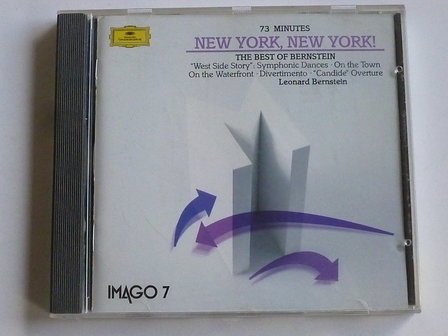 73 MINUTES
NEW YORK, NEW YORK!
THE BEST OF BERNSTEIN
"West Side Story": Symphonic Dances · On the Town
On the Waterfront · Divertimento · "Candide" Overture
Leonard Bernstein
IMAGO 7